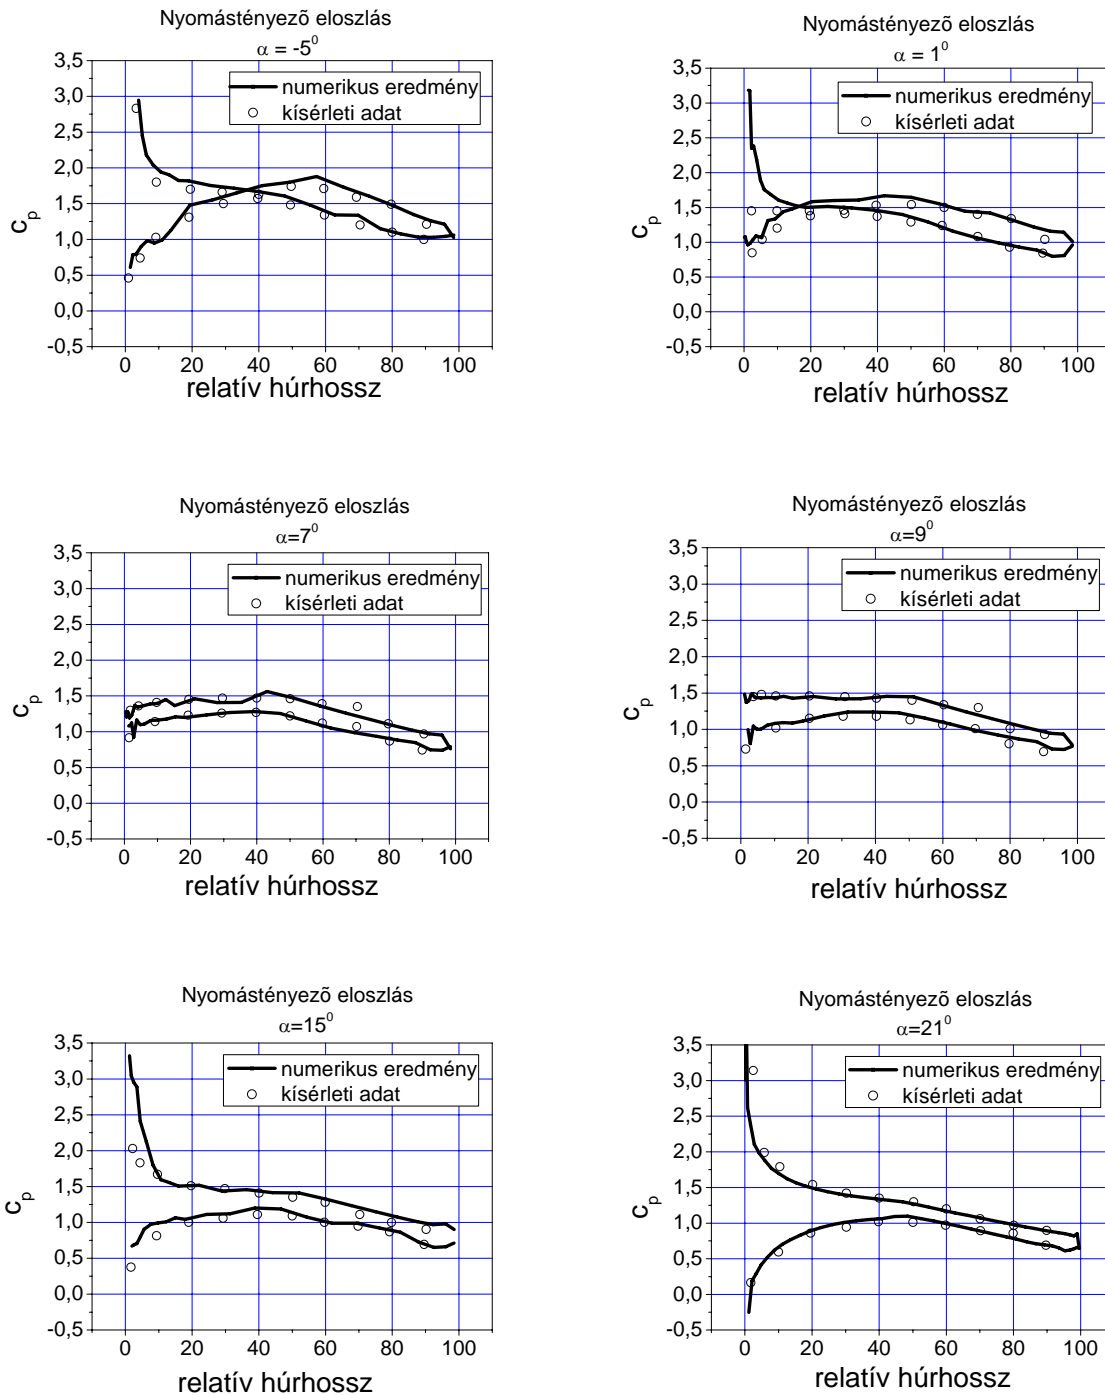 Nyomástényezõ eloszlás
α = -5⁰
3,5
3,0
2,5
2,0
1,5
1,0
0,5
0,0
-0,5
c_p
numerikus eredmény
kísérleti adat
0 20 40 60 80 100
relatív húrhossz
Nyomástényezõ eloszlás
α = 1⁰
3,5
3,0
2,5
2,0
1,5
1,0
0,5
0,0
-0,5
c_p
numerikus eredmény
kísérleti adat
0 20 40 60 80 100
relatív húrhossz
Nyomástényezõ eloszlás
α=7⁰
3,5
3,0
2,5
2,0
1,5
1,0
0,5
0,0
-0,5
c_p
numerikus eredmény
kísérleti adat
0 20 40 60 80 100
relatív húrhossz
Nyomástényezõ eloszlás
α=9⁰
3,5
3,0
2,5
2,0
1,5
1,0
0,5
0,0
-0,5
c_p
numerikus eredmény
kísérleti adat
0 20 40 60 80 100
relatív húrhossz
Nyomástényezõ eloszlás
α=15⁰
3,5
3,0
2,5
2,0
1,5
1,0
0,5
0,0
-0,5
c_p
numerikus eredmény
kísérleti adat
0 20 40 60 80 100
relatív húrhossz
Nyomástényezõ eloszlás
α=21⁰
3,5
3,0
2,5
2,0
1,5
1,0
0,5
0,0
-0,5
c_p
numerikus eredmény
kísérleti adat
0 20 40 60 80 100
relatív húrhossz